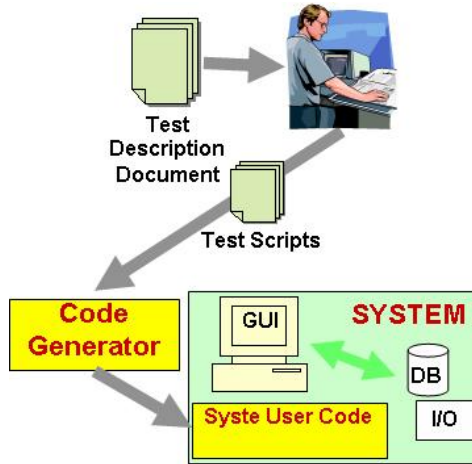 Test
Description
Document
Test Scripts
Code
Generator
GUI
SYSTEM
DB
Syste User Code
I/O